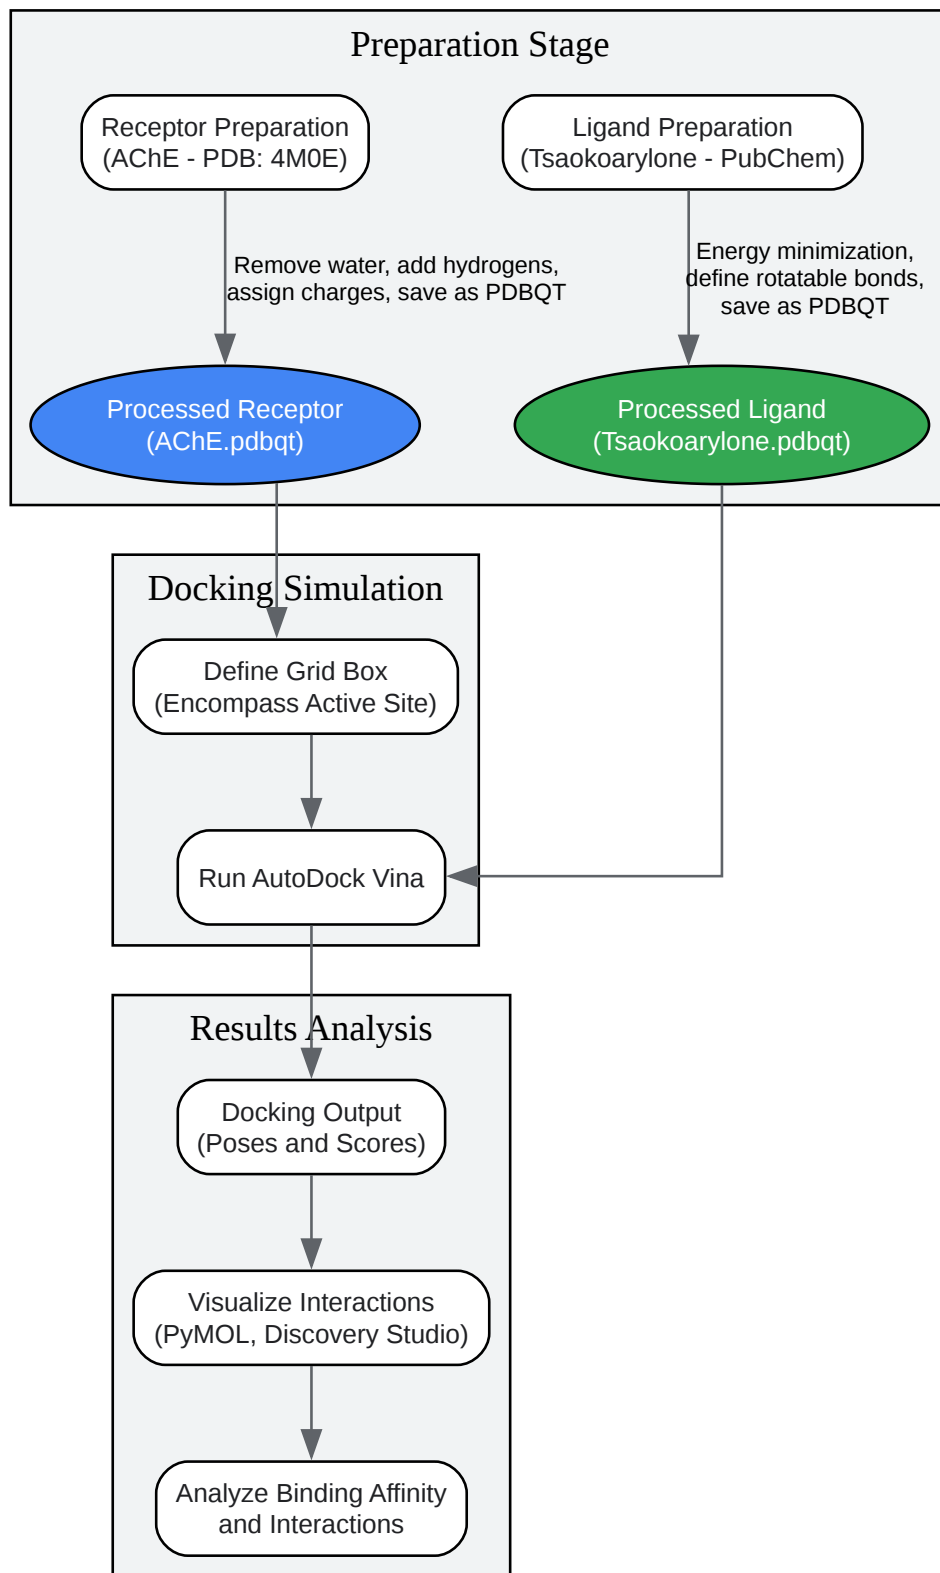 Preparation Stage
Receptor Preparation
(AChE - PDB: 4M0E)
Ligand Preparation
(Tsaokoarylone - PubChem)
Remove water, add hydrogens,
assign charges, save as PDBQT
Energy minimization,
define rotatable bonds,
save as PDBQT
Processed Receptor
(AChE.pdbqt)
Processed Ligand
(Tsaokoarylone.pdbqt)
Docking Simulation
Define Grid Box
(Encompass Active Site)
Run AutoDock Vina
Results Analysis
Docking Output
(Poses and Scores)
Visualize Interactions
(PyMOL, Discovery Studio)
Analyze Binding Affinity
and Interactions